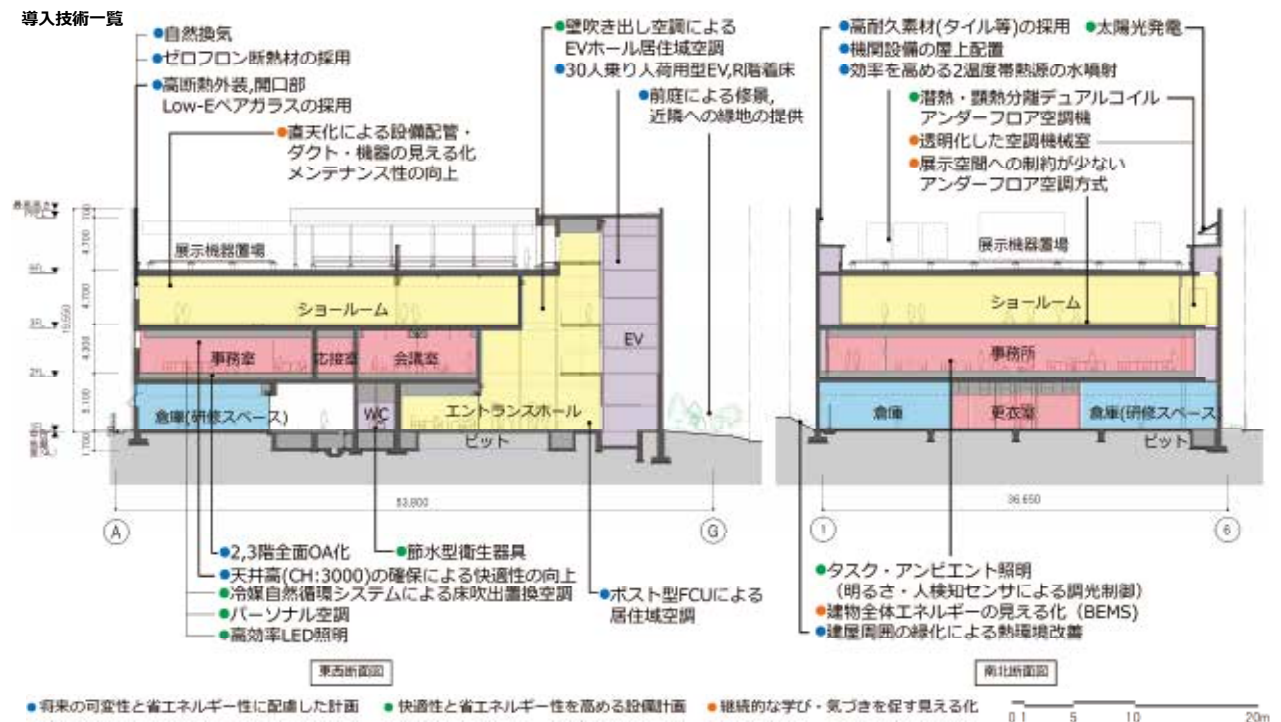 導入技術一覧
●自然換気
●ゼロフロン断熱材の採用
●高断熱外装,開口部
Low-Eペアガラスの採用
●直天化による設備配管・
ダクト・機器の見える化
メンテナンス性の向上
●壁吹き出し空調による
EVホール居住域空調
●30人乗り人荷用型EV,R階着床
●前庭による修景,
近隣への緑地の提供
●高耐久素材(タイル等)の採用
●太陽光発電
●機関設備の屋上配置
●効率を高める2温度帯熱源の水噴射
●潜熱・顕熱分離デュアルコイル
アンダーフロア空調機
●透明化した空調機械室
●展示空間への制約が少ない
アンダーフロア空調方式
展示機器置場
ショールーム
事務室
応接室
会議室
EV
倉庫(研修スペース)
WC
エントランスホール
ピット
4,700
4,300
5,100
1,700
53,800
A
G
展示機器置場
ショールーム
事務所
倉庫
更衣室
倉庫(研修スペース
ピット
36,650
1
6
●2,3階全面OA化
●節水型衛生器具
●天井高(CH:3000)の確保による快適性の向上
●冷媒自然循環システムによる床吹出置換空調
●パーソナル空調
●高効率LED照明
●ポスト型FCUによる
居住域空調
●タスク・アンビエント照明
(明るさ・人検知センサによる調光制御)
●建物全体エネルギーの見える化(BEMS)
●建屋周囲の緑化による熱環境改善
東西断面図
南北断面図
●将来の可変性と省エネルギー性に配慮した計画
●快適性と省エネルギー性を高める設備計画
●継続的な学び・気づきを促す見える化
0 1 5 10 20m